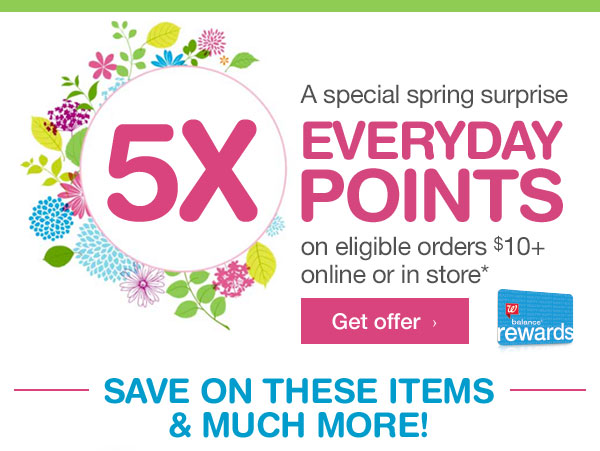 5X
A special spring surprise
EVERYDAY
POINTS
on eligible orders $10+
online or in store*
Get offer ›
W
balance®
rewards
SAVE ON THESE ITEMS
& MUCH MORE!